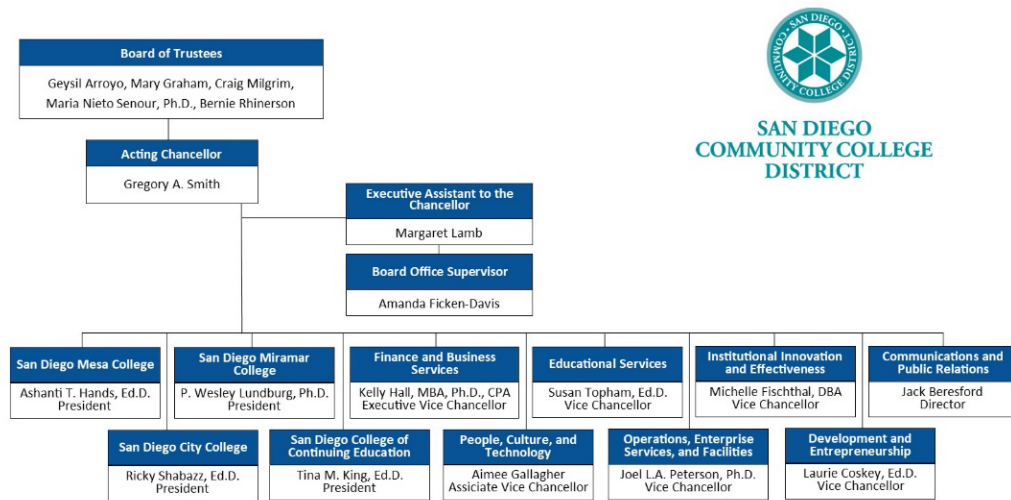 Board of Trustees
Geysil Arroyo, Mary Graham, Craig Milgrim,
Maria Nieto Senour, Ph.D., Bernie Rhinerson
SAN DIEGO
COMMUNITY COLLEGE DISTRICT
SAN DIEGO
COMMUNITY COLLEGE
DISTRICT
Acting Chancellor
Gregory A. Smith
Executive Assistant to the
Chancellor
Margaret Lamb
Board Office Supervisor
Amanda Ficken-Davis
San Diego Mesa College
Ashanti T. Hands, Ed.D.
President
San Diego Miramar
College
P. Wesley Lundburg, Ph.D.
President
Finance and Business
Services
Kelly Hall, MBA, Ph.D., CPA
Executive Vice Chancellor
Educational Services
Susan Topham, Ed.D.
Vice Chancellor
Institutional Innovation
and Effectiveness
Michelle Fischthal, DBA
Vice Chancellor
Communications and
Public Relations
Jack Beresford
Director
San Diego City College
Ricky Shabazz, Ed.D.
President
San Diego College of
Continuing Education
Tina M. King, Ed.D.
President
People, Culture, and
Technology
Aimee Gallagher
Assiciate Vice Chancellor
Operations, Enterprise
Services, and Facilities
Joel L.A. Peterson, Ph.D.
Vice Chancellor
Development and
Entrepreneurship
Laurie Coskey, Ed.D.
Vice Chancellor